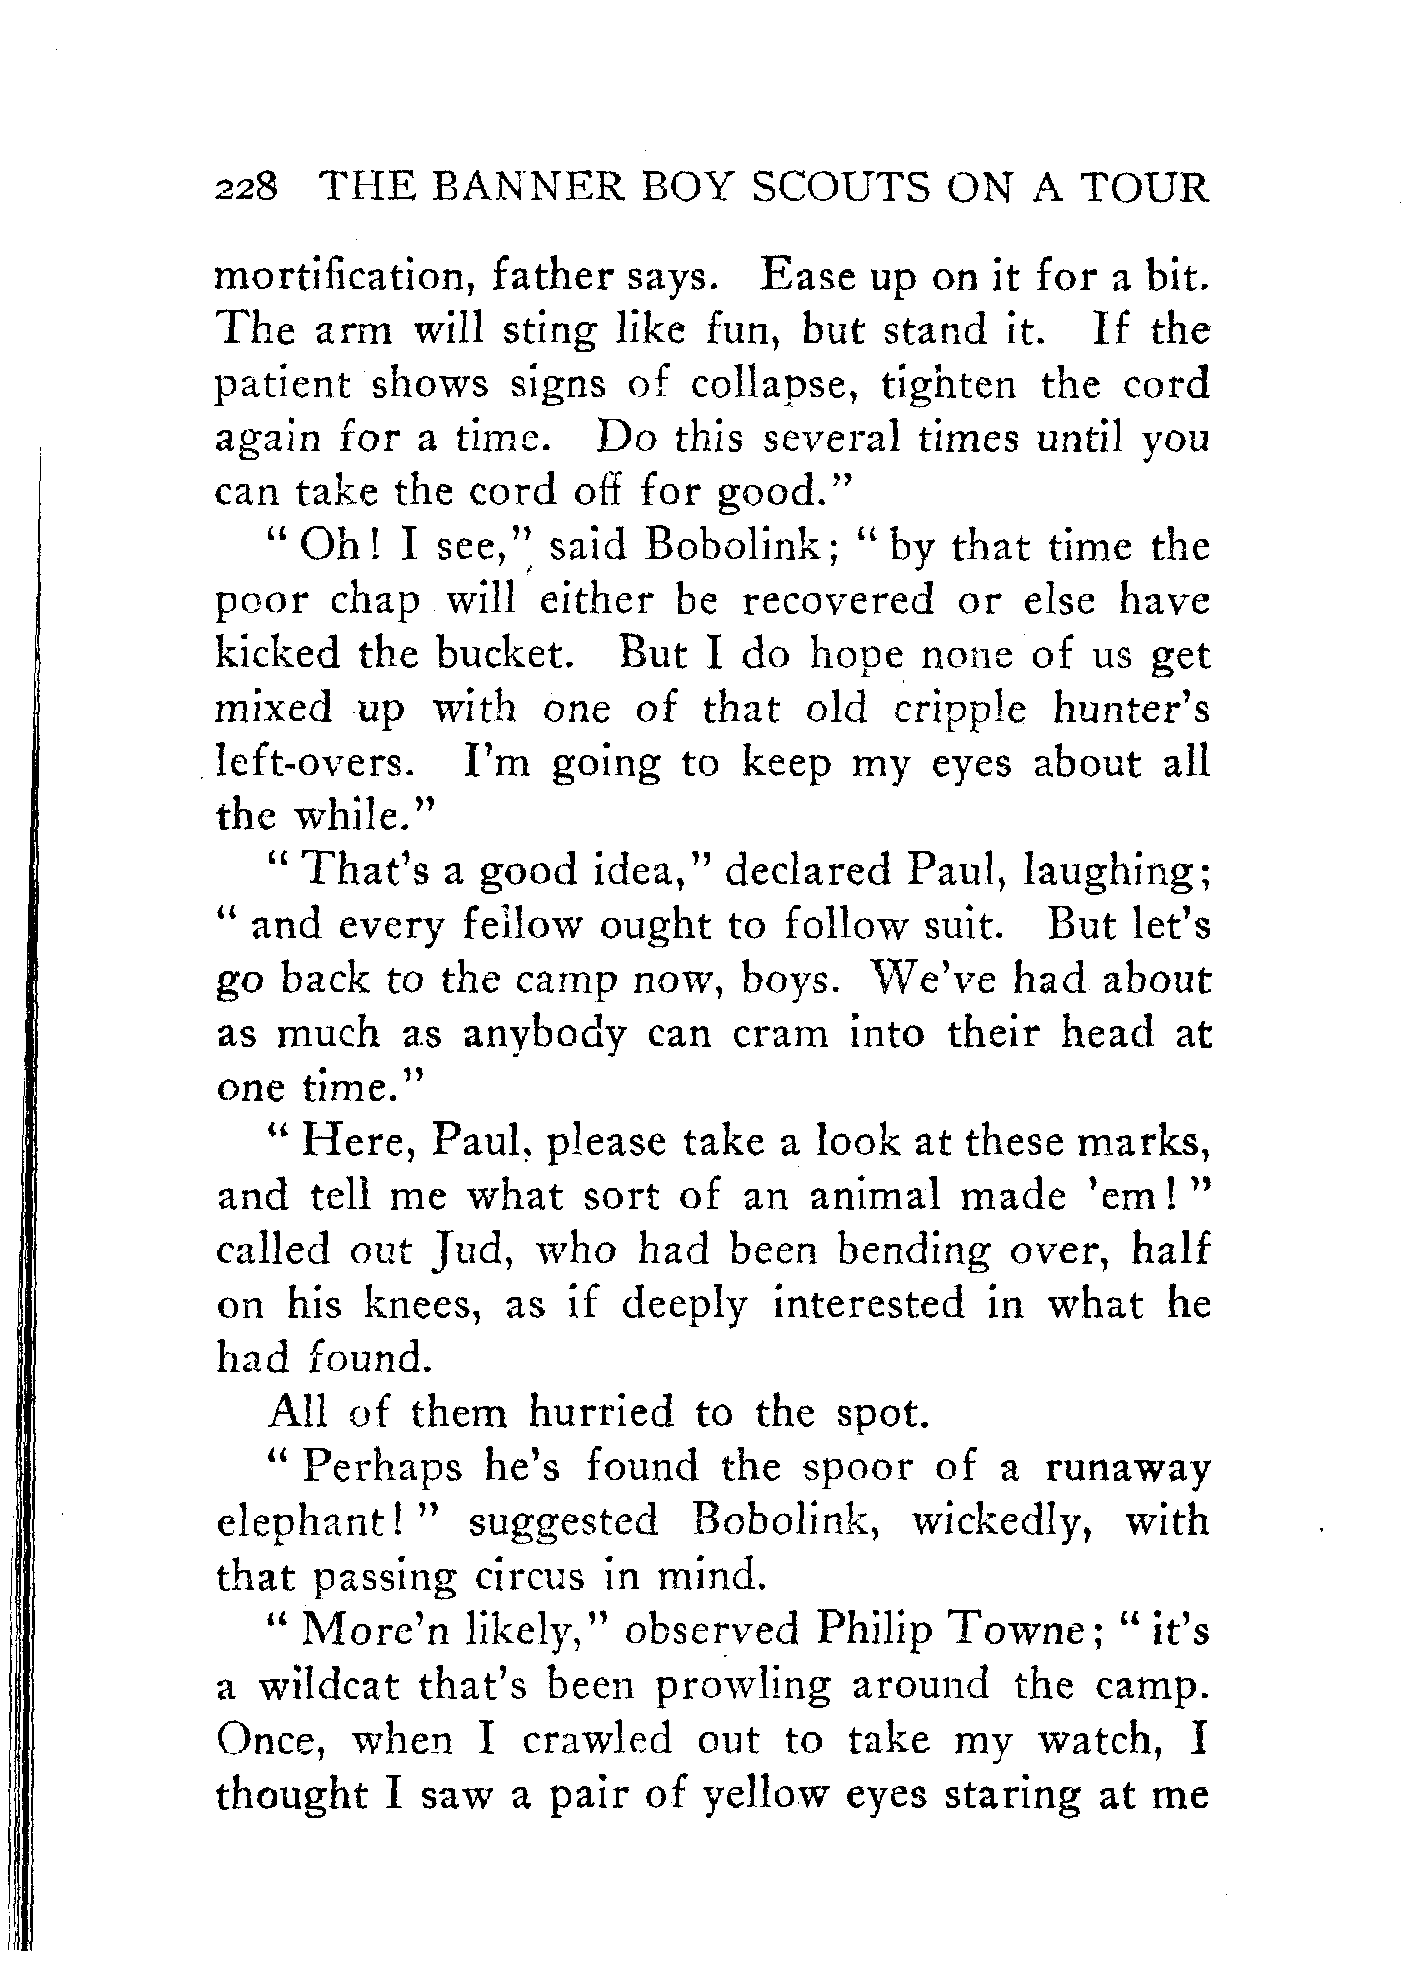 228 THE BANNER BOY SCOUTS ON A TOUR
mortification, father says. Ease up on it for a bit.
The arm will sting like fun, but stand it. If the
patient shows signs of collapse, tighten the cord
again for a time. Do this several times until you
can take the cord off for good."
" Oh! I see," said Bobolink; " by that time the
poor chap will either be recovered or else have
kicked the bucket. But I do hope none of us get
mixed up with one of that old cripple hunter's
left-overs. I'm going to keep my eyes about all
the while."
" That's a good idea," declared Paul, laughing;
" and every fellow ought to follow suit. But let's
go back to the camp now, boys. We've had about
as much as anybody can cram into their head at
one time."
" Here, Paul, please take a look at these marks,
and tell me what sort of an animal made 'em! "
called out Jud, who had been bending over, half
on his knees, as if deeply interested in what he
had found.
All of them hurried to the spot.
" Perhaps he's found the spoor of a runaway
elephant! " suggested Bobolink, wickedly, with
that passing circus in mind.
" More'n likely," observed Philip Towne; " it's
a wildcat that's been prowling around the camp.
Once, when I crawled out to take my watch, I
thought I saw a pair of yellow eyes staring at me